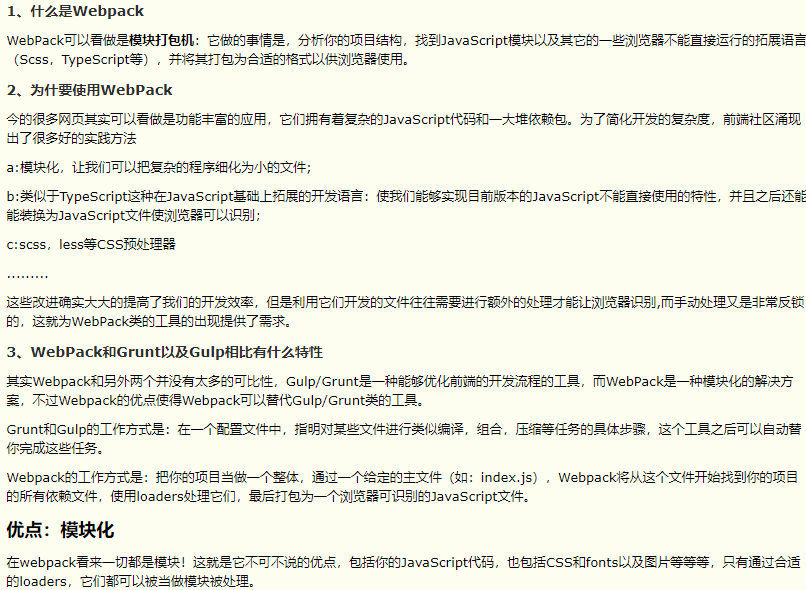 1、什么是Webpack
WebPack可以看做是模块打包机：它做的事情是，分析你的项目结构，找到JavaScript模块以及其它的一些浏览器不能直接运行的拓展语言
（Scss，TypeScript等），并将其打包为合适的格式以供浏览器使用。
2、为什要使用WebPack
今的很多网页其实可以看做是功能丰富的应用，它们拥有着复杂的JavaScript代码和一大堆依赖包。为了简化开发的复杂度，前端社区涌现
出了很多好的实践方法
a:模块化，让我们可以把复杂的程序细化为小的文件；
b:类似于TypeScript这种在JavaScript基础上拓展的开发语言：使我们能够实现目前版本的JavaScript不能直接使用的特性，并且之后还能
能装换为JavaScript文件使浏览器可以识别；
c:scss，less等CSS预处理器
………
这些改进确实大大的提高了我们的开发效率，但是利用它们开发的文件往往需要进行额外的处理才能让浏览器识别,而手动处理又是非常反锁
的，这就为WebPack类的工具的出现提供了需求。
3、WebPack和Grunt以及Gulp相比有什么特性
其实Webpack和另外两个并没有太多的可比性，Gulp/Grunt是一种能够优化前端的开发流程的工具，而WebPack是一种模块化的解决方
案，不过Webpack的优点使得Webpack可以替代Gulp/Grunt类的工具。
Grunt和Gulp的工作方式是：在一个配置文件中，指明对某些文件进行类似编译，组合，压缩等任务的具体步骤，这个工具之后可以自动替
你完成这些任务。
Webpack的工作方式是：把你的项目当做一个整体，通过一个给定的主文件（如：index.js），Webpack将从这个文件开始找到你的项目
的所有依赖文件，使用loaders处理它们，最后打包为一个浏览器可识别的JavaScript文件。
优点：模块化
在webpack看来一切都是模块！这就是它不可不说的优点，包括你的JavaScript代码，也包括CSS和fonts以及图片等等等，只有通过合适
的loaders，它们都可以被当做模块被处理。